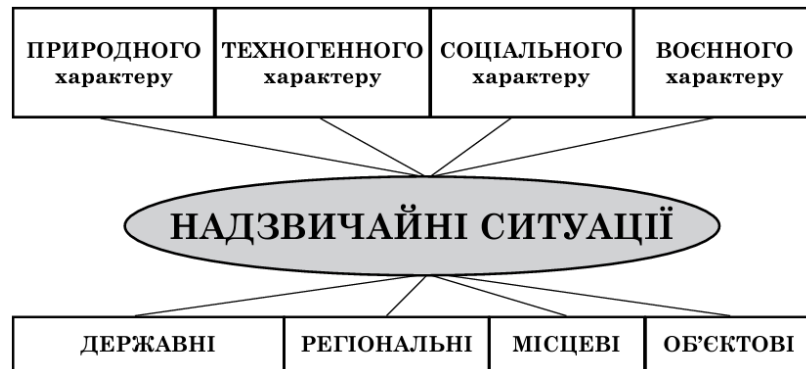 ПРИРОДНОГО
характеру
ТЕХНОГЕННОГО
характеру
СОЦІАЛЬНОГО
характеру
ВОЄННОГО
характеру
НАДЗВИЧАЙНІ СИТУАЦІЇ
ДЕРЖАВНІ
РЕГІОНАЛЬНІ
МІСЦЕВІ
ОБ’ЄКТОВІ